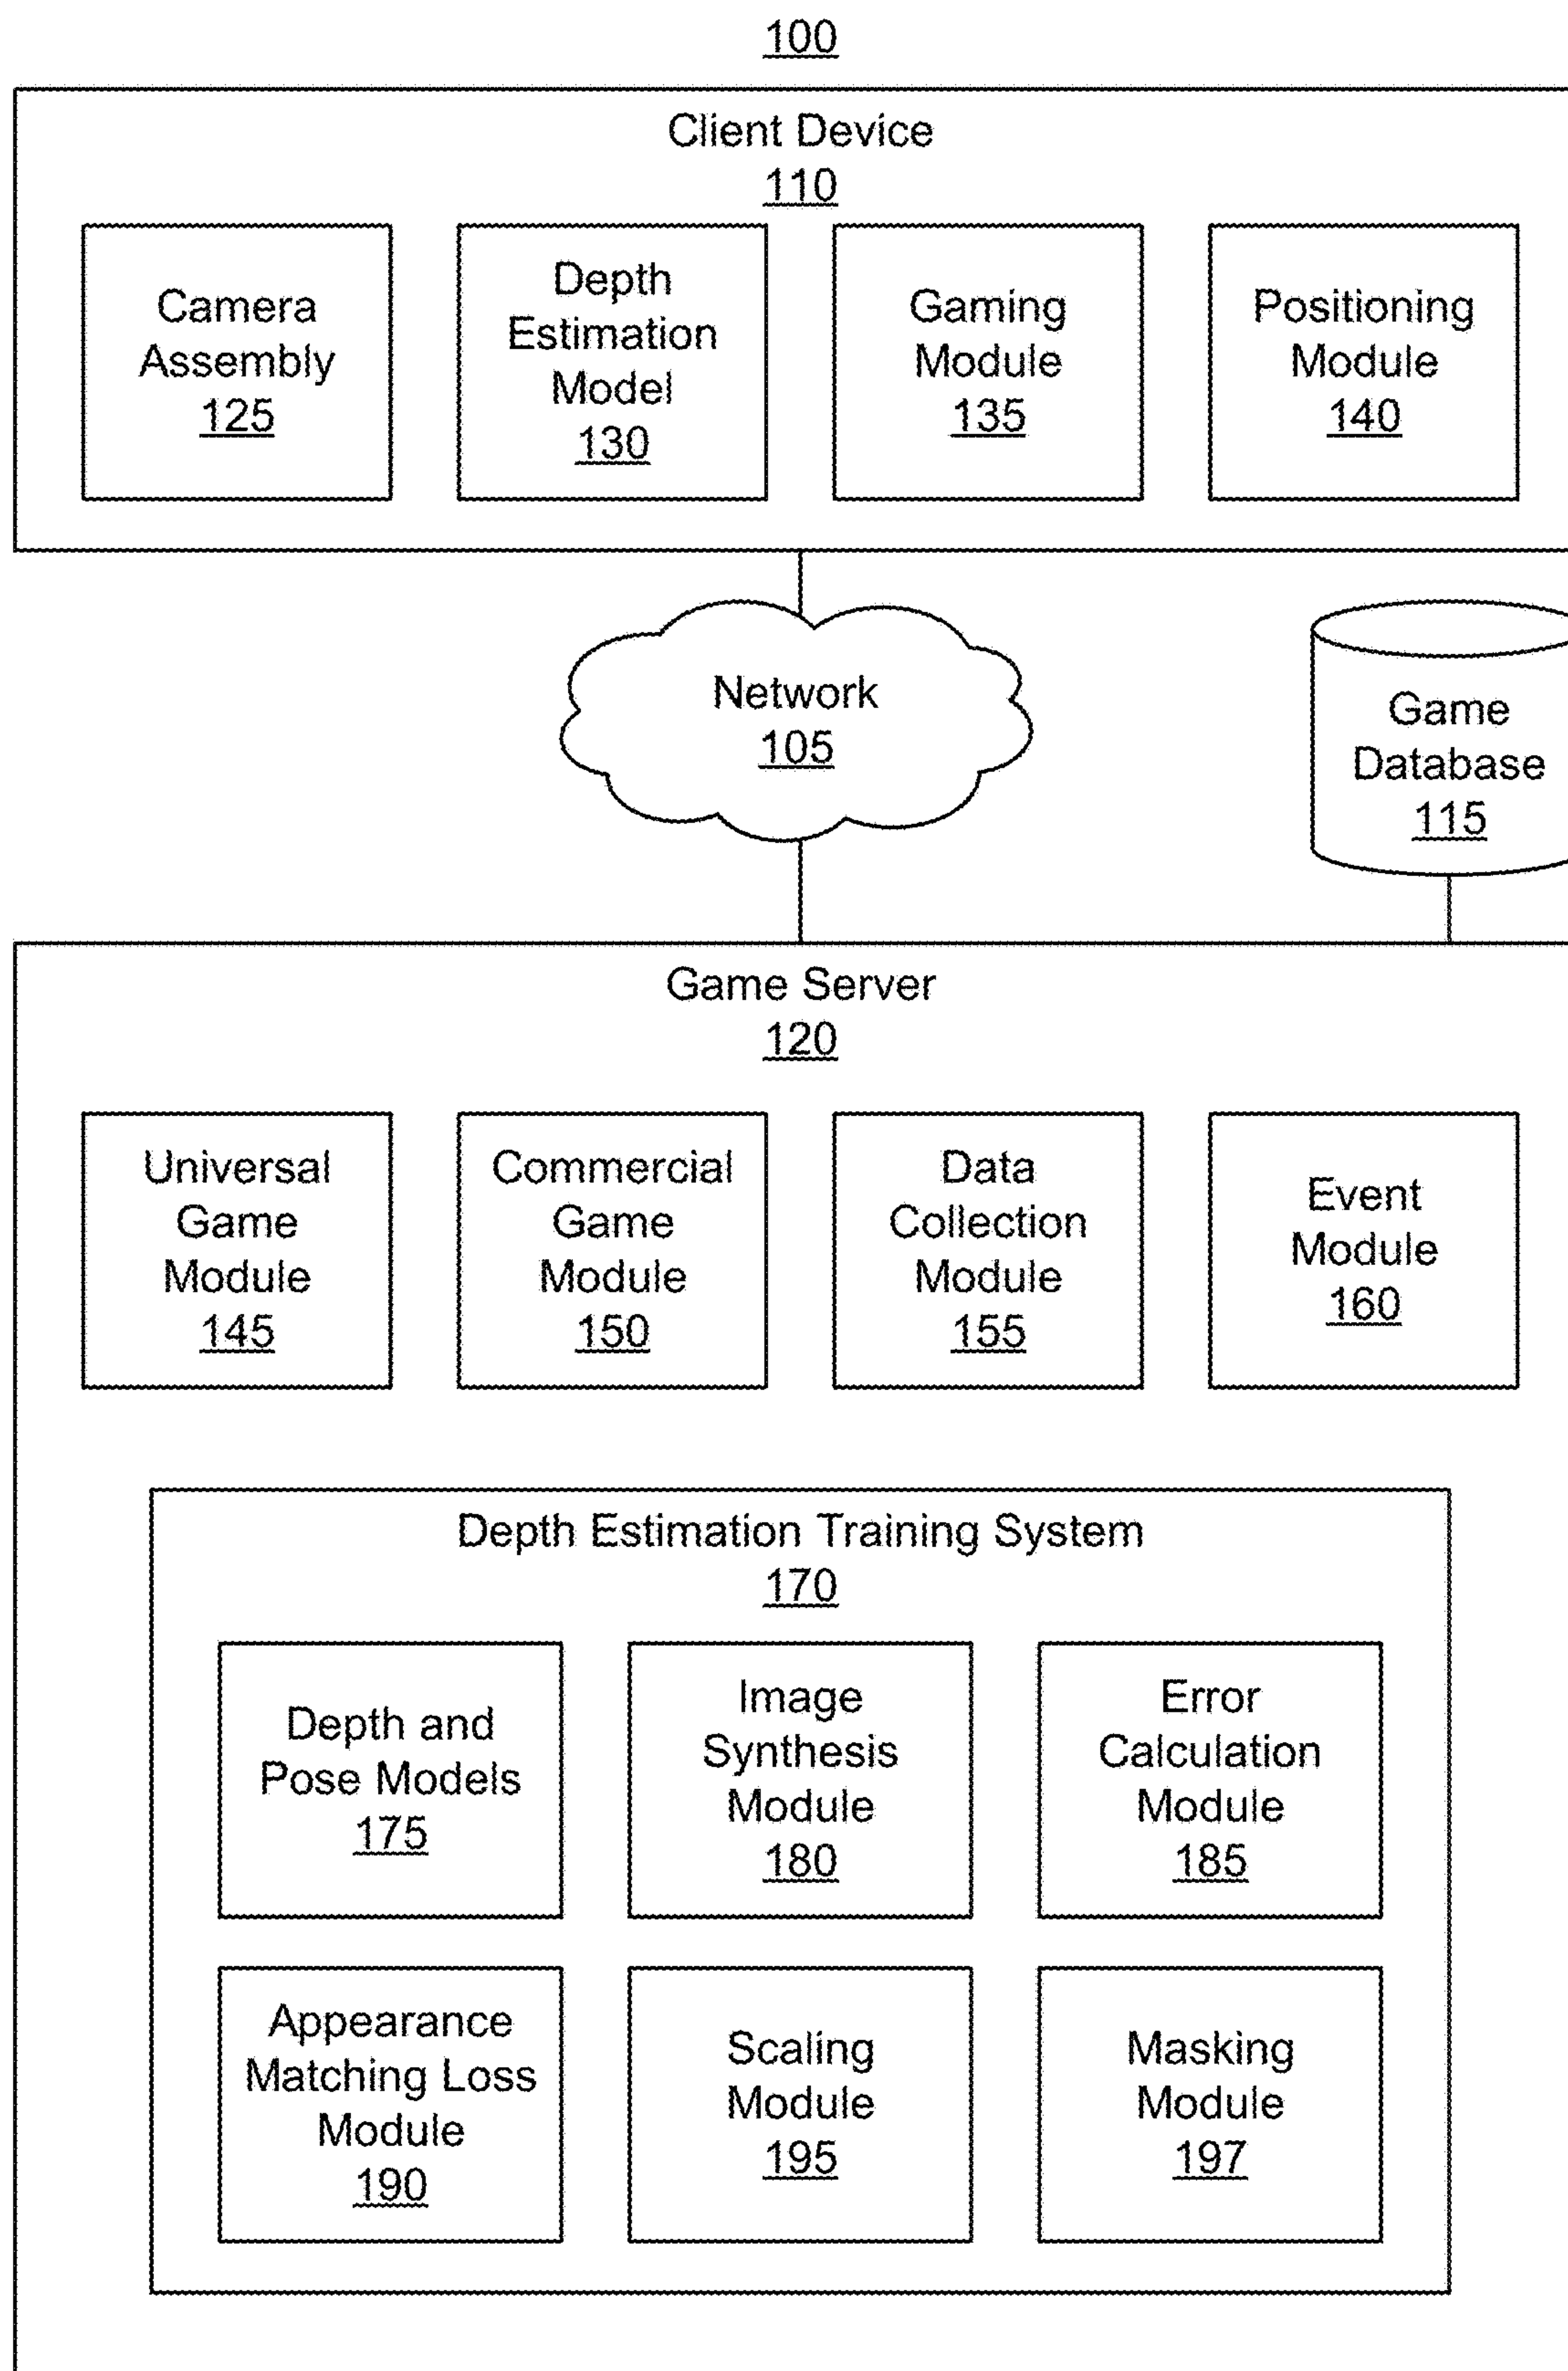 100
Client Device
110
Camera
Assembly
125
Depth
Estimation
Model
130
Gaming
Module
135
Positioning
Module
140
Network
105
Game
Database
115
Game Server
120
Universal
Game
Module
145
Commercial
Game
Module
150
Data
Collection
Module
155
Event
Module
160
Depth Estimation Training System
170
Depth and
Pose Models
175
Image
Synthesis
Module
180
Error
Calculation
Module
185
Appearance
Matching Loss
Module
190
Scaling
Module
195
Masking
Module
197